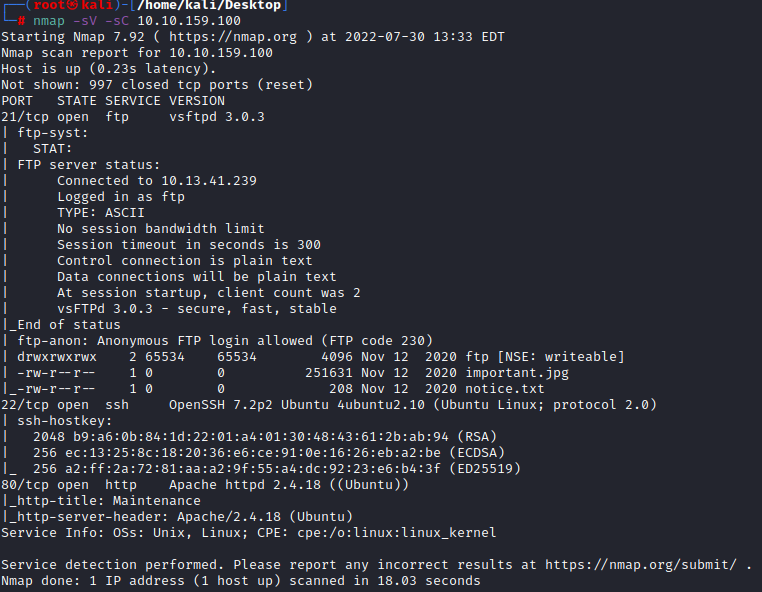 (root㉿kali)-[/home/kali/Desktop]
# nmap -sV -sC 10.10.159.100
Starting Nmap 7.92 ( https://nmap.org ) at 2022-07-30 13:33 EDT
Nmap scan report for 10.10.159.100
Host is up (0.23s latency).
Not shown: 997 closed tcp ports (reset)
PORT   STATE SERVICE VERSION
21/tcp open  ftp     vsftpd 3.0.3
| ftp-syst:
|   STAT:
| FTP server status:
|      Connected to 10.13.41.239
|      Logged in as ftp
|      TYPE: ASCII
|      No session bandwidth limit
|      Session timeout in seconds is 300
|      Control connection is plain text
|      Data connections will be plain text
|      At session startup, client count was 2
|      vsFTPd 3.0.3 - secure, fast, stable
|_End of status
| ftp-anon: Anonymous FTP login allowed (FTP code 230)
| drwxrwxrwx    2 65534    65534        4096 Nov 12  2020 ftp [NSE: writeable]
| -rw-r--r--    1 0        0          251631 Nov 12  2020 important.jpg
|_-rw-r--r--    1 0        0             208 Nov 12  2020 notice.txt
22/tcp open  ssh     OpenSSH 7.2p2 Ubuntu 4ubuntu2.10 (Ubuntu Linux; protocol 2.0)
| ssh-hostkey:
|   2048 b9:a6:0b:84:1d:22:01:a4:01:30:48:43:61:2b:ab:94 (RSA)
|   256 ec:13:25:8c:18:20:36:e6:ce:91:0e:16:26:eb:a2:be (ECDSA)
|_  256 a2:ff:2a:72:81:aa:a2:9f:55:a4:dc:92:23:e6:b4:3f (ED25519)
80/tcp open  http    Apache httpd 2.4.18 ((Ubuntu))
|_http-title: Maintenance
|_http-server-header: Apache/2.4.18 (Ubuntu)
Service Info: OSs: Unix, Linux; CPE: cpe:/o:linux:linux_kernel
Service detection performed. Please report any incorrect results at https://nmap.org/submit/ .
Nmap done: 1 IP address (1 host up) scanned in 18.03 seconds